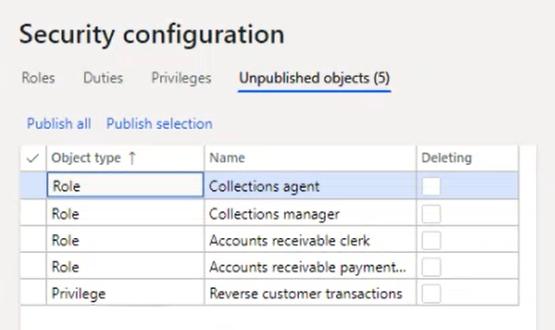 Security configuration
Roles Duties Privileges Unpublished objects (5)
Publish all Publish selection
Object type ↑ Name Deleting
Role Collections agent
Role Collections manager
Role Accounts receivable clerk
Role Accounts receivable payment...
Privilege Reverse customer transactions